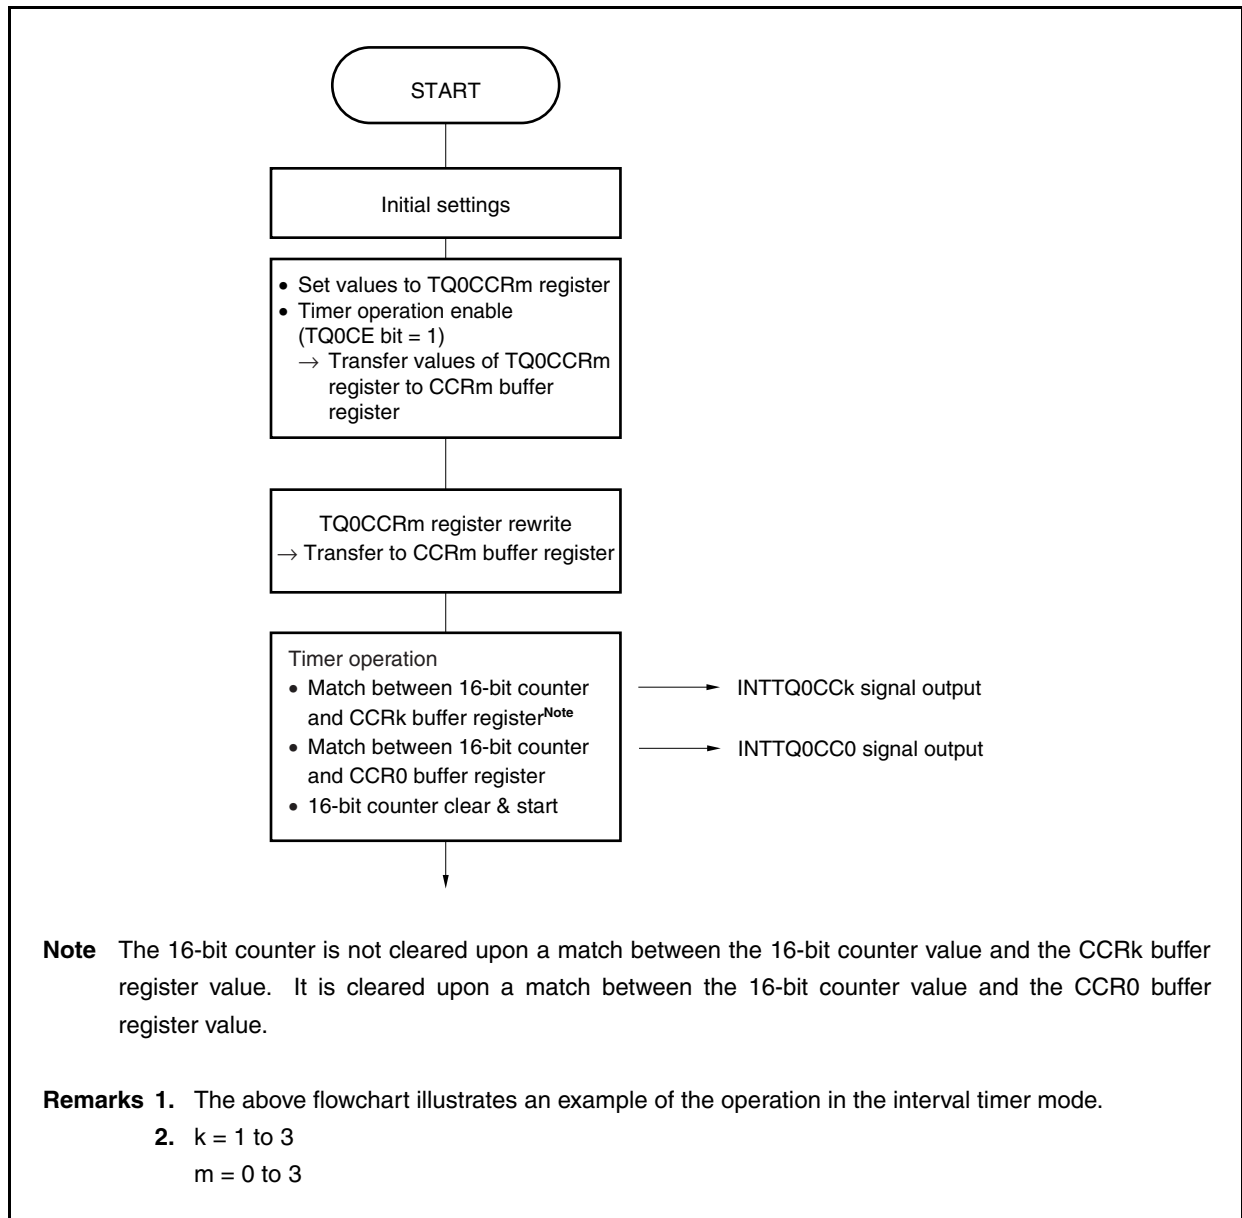 START
Initial settings
• Set values to TQ0CCRm register
• Timer operation enable
(TQ0CE bit = 1)
→ Transfer values of TQ0CCRm
register to CCRm buffer
register
TQ0CCRm register rewrite
→ Transfer to CCRm buffer register
Timer operation
• Match between 16-bit counter
and CCRk buffer registerNote
INTTQ0CCk signal output
• Match between 16-bit counter
and CCR0 buffer register
INTTQ0CC0 signal output
• 16-bit counter clear & start
Note The 16-bit counter is not cleared upon a match between the 16-bit counter value and the CCRk buffer
register value. It is cleared upon a match between the 16-bit counter value and the CCR0 buffer
register value.
Remarks 1. The above flowchart illustrates an example of the operation in the interval timer mode.
2. k = 1 to 3
m = 0 to 3